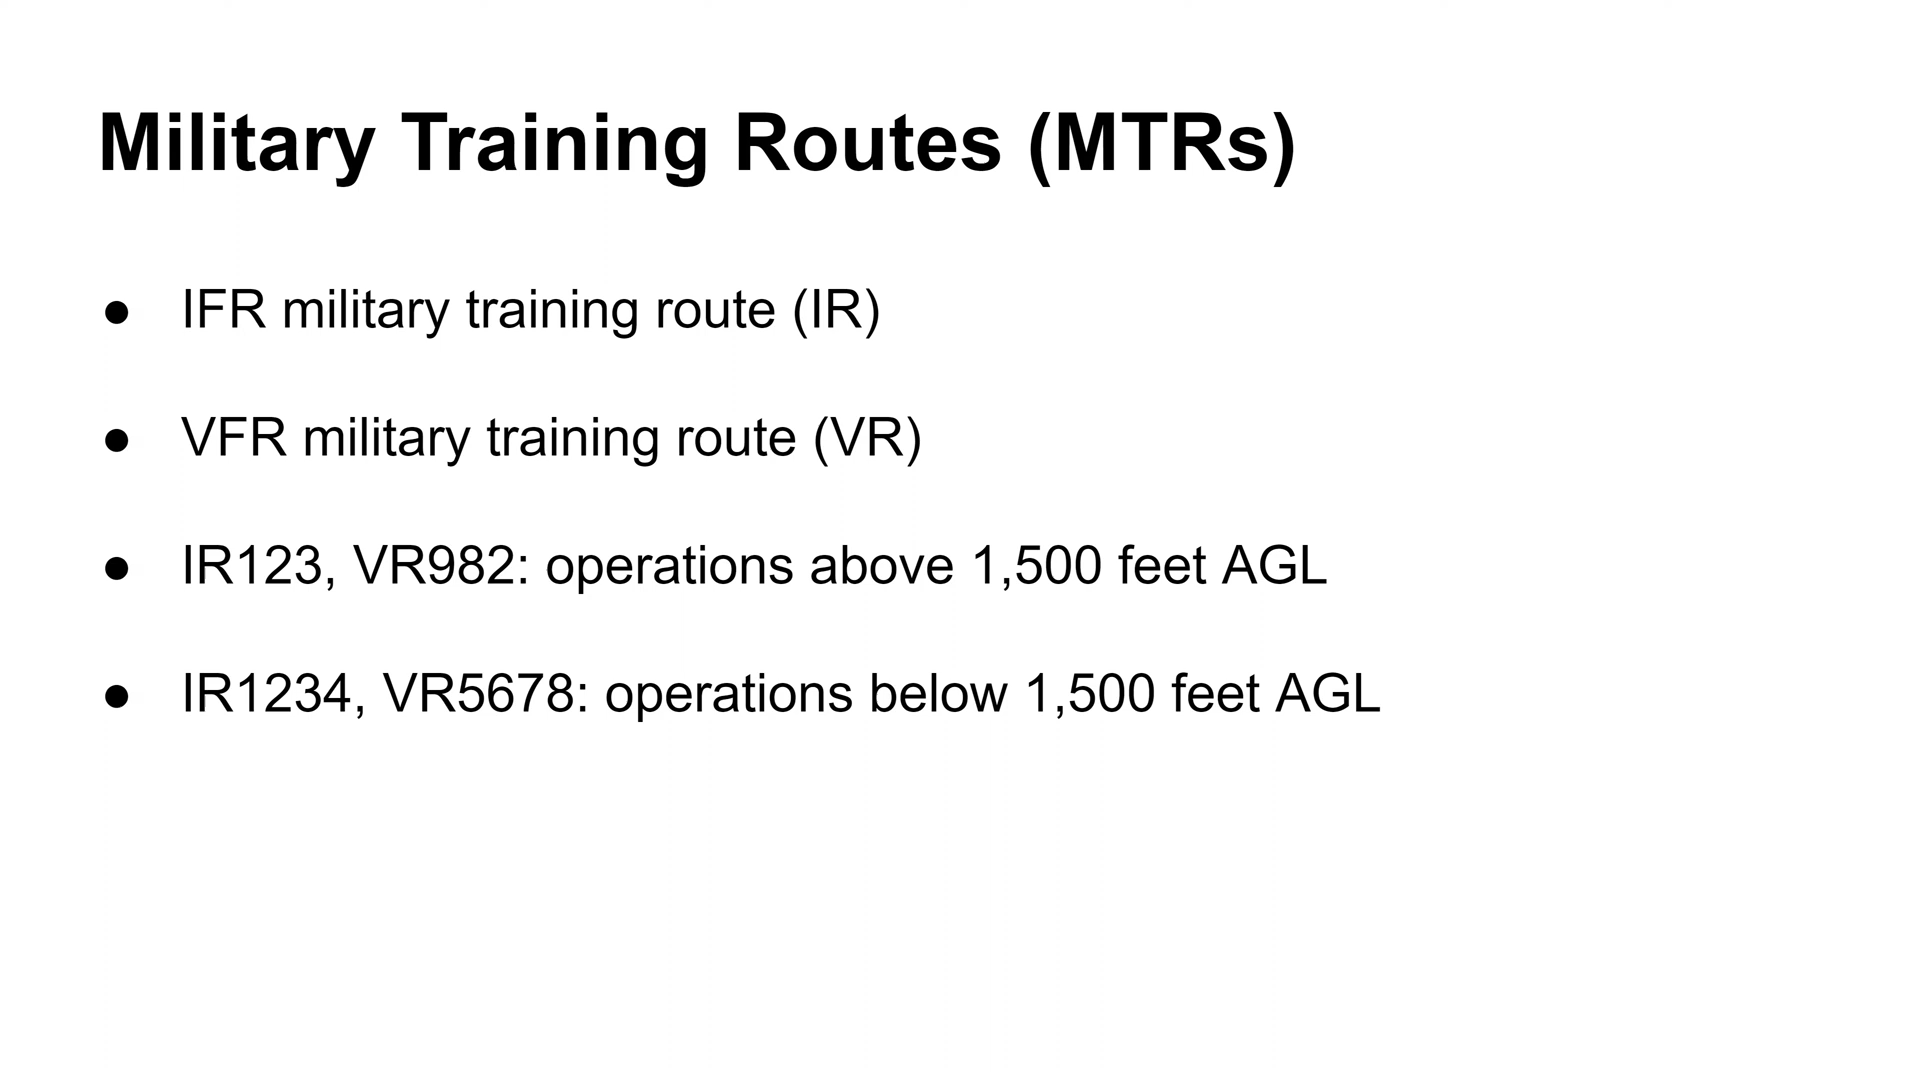 Military Training Routes (MTRs)
● IFR military training route (IR)
● VFR military training route (VR)
● IR123, VR982: operations above 1,500 feet AGL
● IR1234, VR5678: operations below 1,500 feet AGL